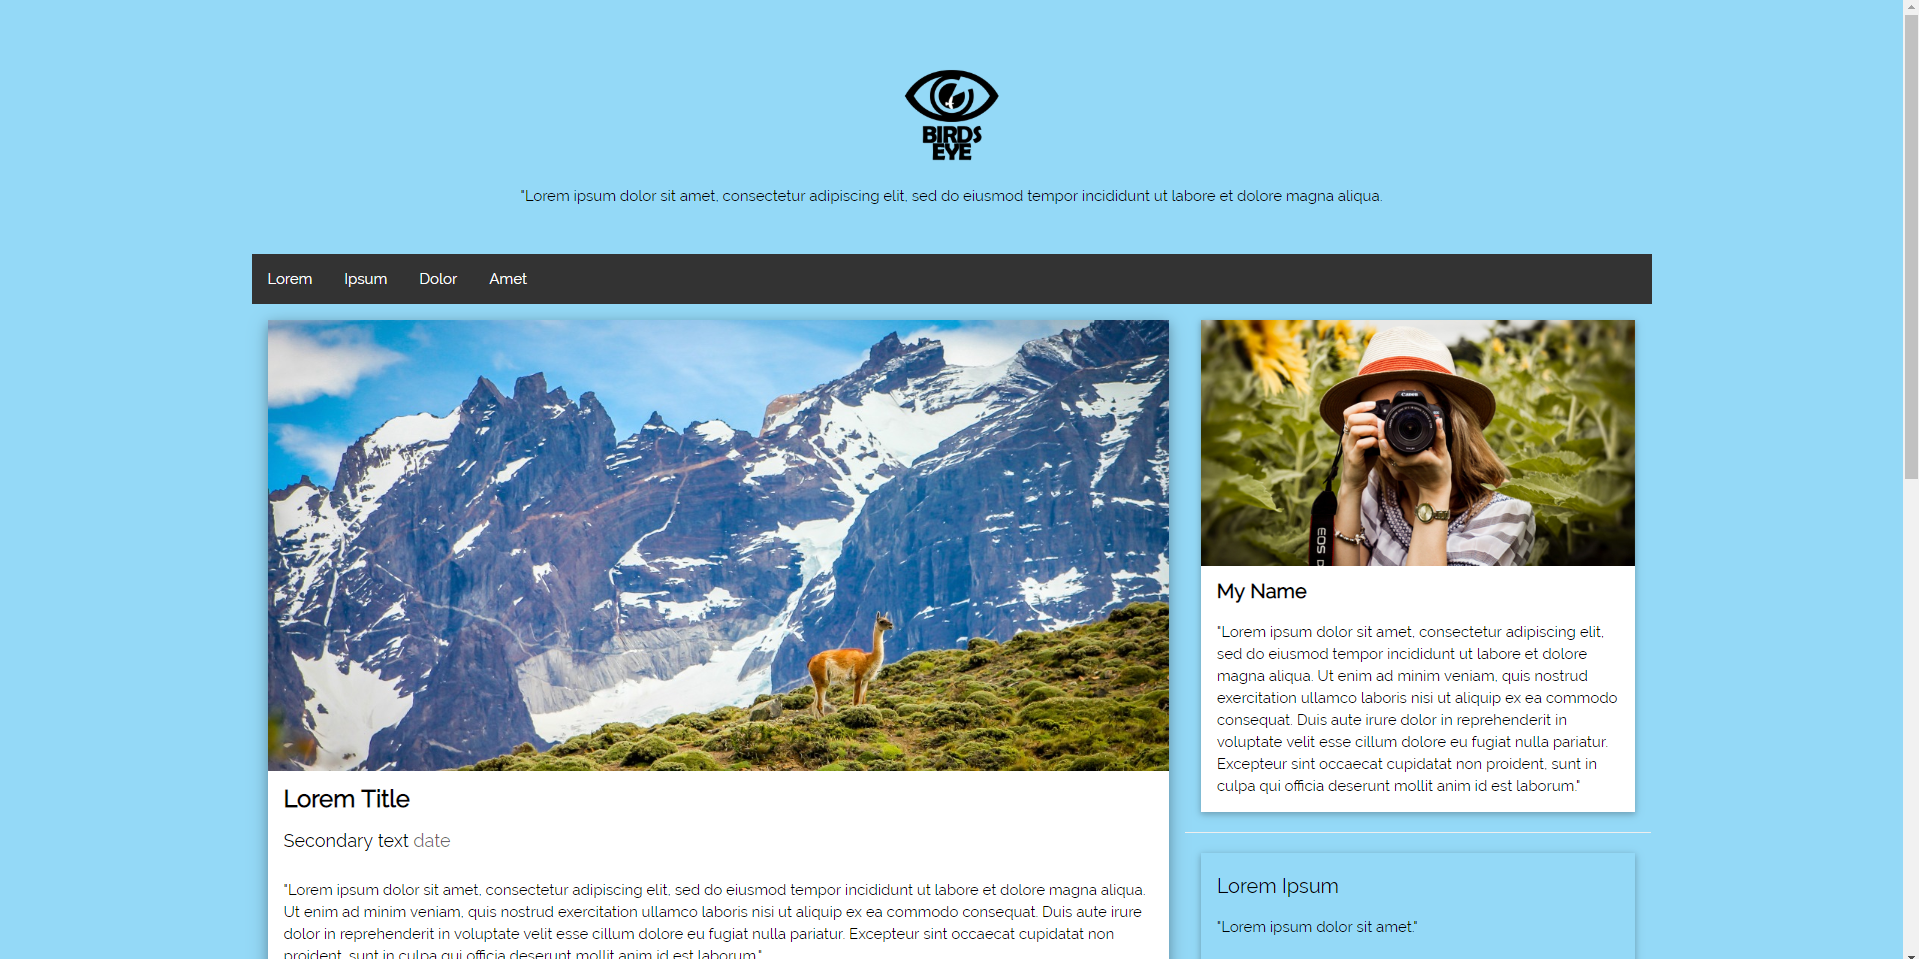 BIRDS
EYE
"Lorem ipsum dolor sit amet, consectetur adipiscing elit, sed do eiusmod tempor incididunt ut labore et dolore magna aliqua.
Lorem Ipsum Dolor Amet
Canon
EOS
D
Lorem Title
Secondary text date
"Lorem ipsum dolor sit amet, consectetur adipiscing elit, sed do eiusmod tempor incididunt ut labore et dolore magna aliqua.
Ut enim ad minim veniam, quis nostrud exercitation ullamco laboris nisi ut aliquip ex ea commodo consequat. Duis aute irure
dolor in reprehenderit in voluptate velit esse cillum dolore eu fugiat nulla pariatur. Excepteur sint occaecat cupidatat non
proident, sunt in culpa qui officia deserunt mollit anim id est laborum."
My Name
"Lorem ipsum dolor sit amet, consectetur adipiscing elit,
sed do eiusmod tempor incididunt ut labore et dolore
magna aliqua. Ut enim ad minim veniam, quis nostrud
exercitation ullamco laboris nisi ut aliquip ex ea commodo
consequat. Duis aute irure dolor in reprehenderit in
voluptate velit esse cillum dolore eu fugiat nulla pariatur.
Excepteur sint occaecat cupidatat non proident, sunt in
culpa qui officia deserunt mollit anim id est laborum."
Lorem Ipsum
"Lorem ipsum dolor sit amet."